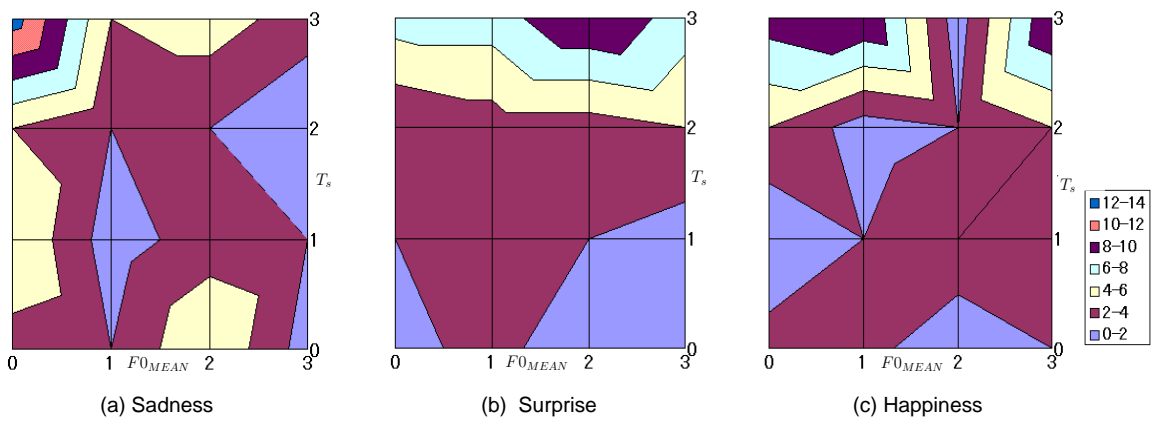 3 3 3
2 2 2
T_s T_s T_s
12-14
10-12
8-10
6-8
4-6
2-4
0-2
1 1 1
0 0 0
0 1 F0_MEAN 2 3 0 1 F0_MEAN 2 3 0 1 F0_MEAN 2 3
(a) Sadness (b) Surprise (c) Happiness